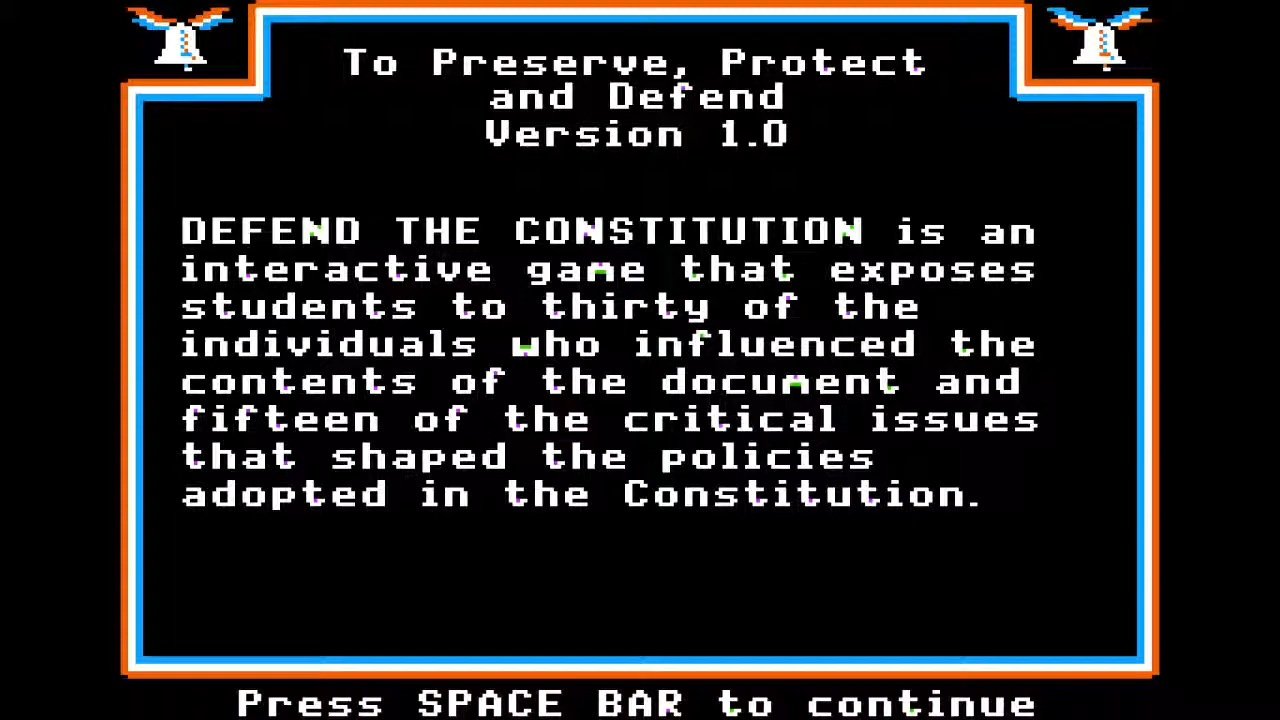 To Preserve, Protect
and Defend
Version 1.0
DEFEND THE CONSTITUTION is an
interactive game that exposes
students to thirty of the
individuals who influenced the
contents of the document and
fifteen of the critical issues
that shaped the policies
adopted in the Constitution.
Press SPACE BAR to continue